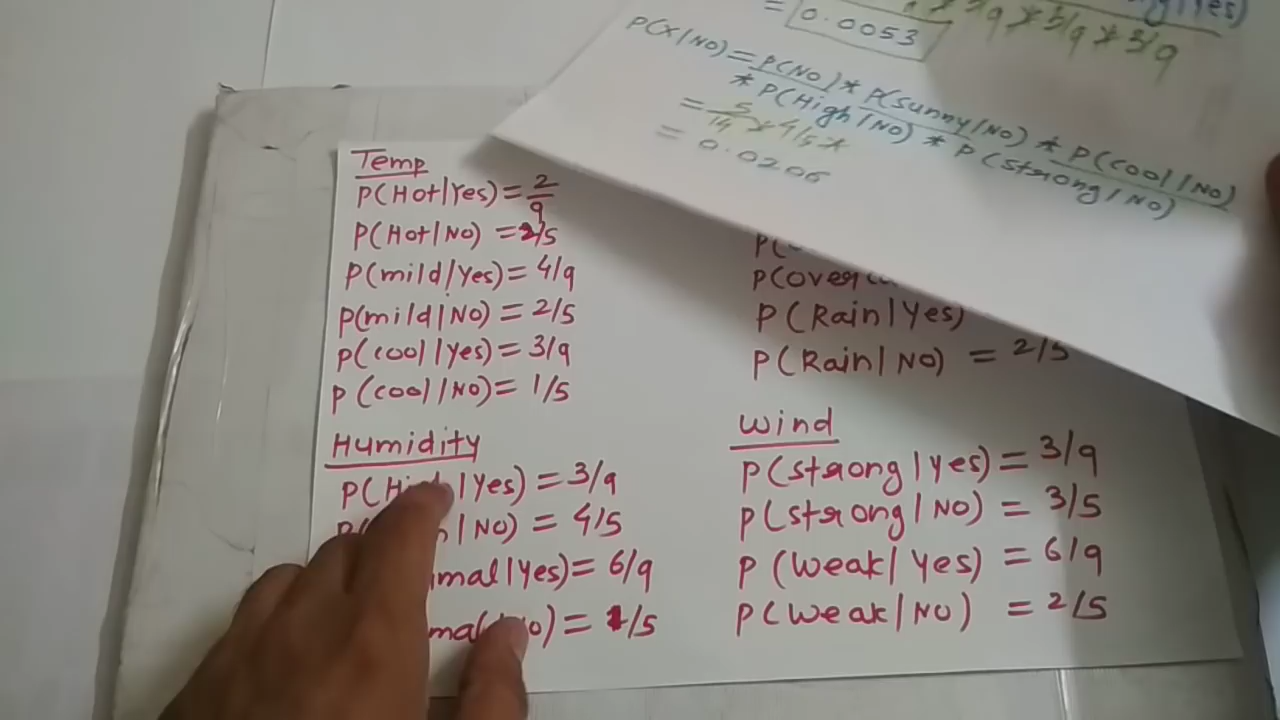 = 0.0053
P(X/NO) = P(NO) * P(Sunny/NO) * P(cool/NO)
* P(High/NO) * P(Strong/NO)
= 5/14 * 4/5 *
= 0.0206
Temp
P(Hot|Yes) = 2/9
P(Hot/NO) = 2/5
P(mild/Yes) = 4/9
P(mild|NO) = 2/5
P(cool/Yes) = 3/9
P(cool/NO) = 1/5
P(Rain/Yes)
P(Rain/NO) = 2/5
Humidity
|Yes) = 3/9
|NO) = 4/5
mal|Yes) = 6/9
= 1/5
Wind
P(Strong|Yes) = 3/9
P(Strong/NO) = 3/5
P(Weak/Yes) = 6/9
P(Weak/NO) = 2/5